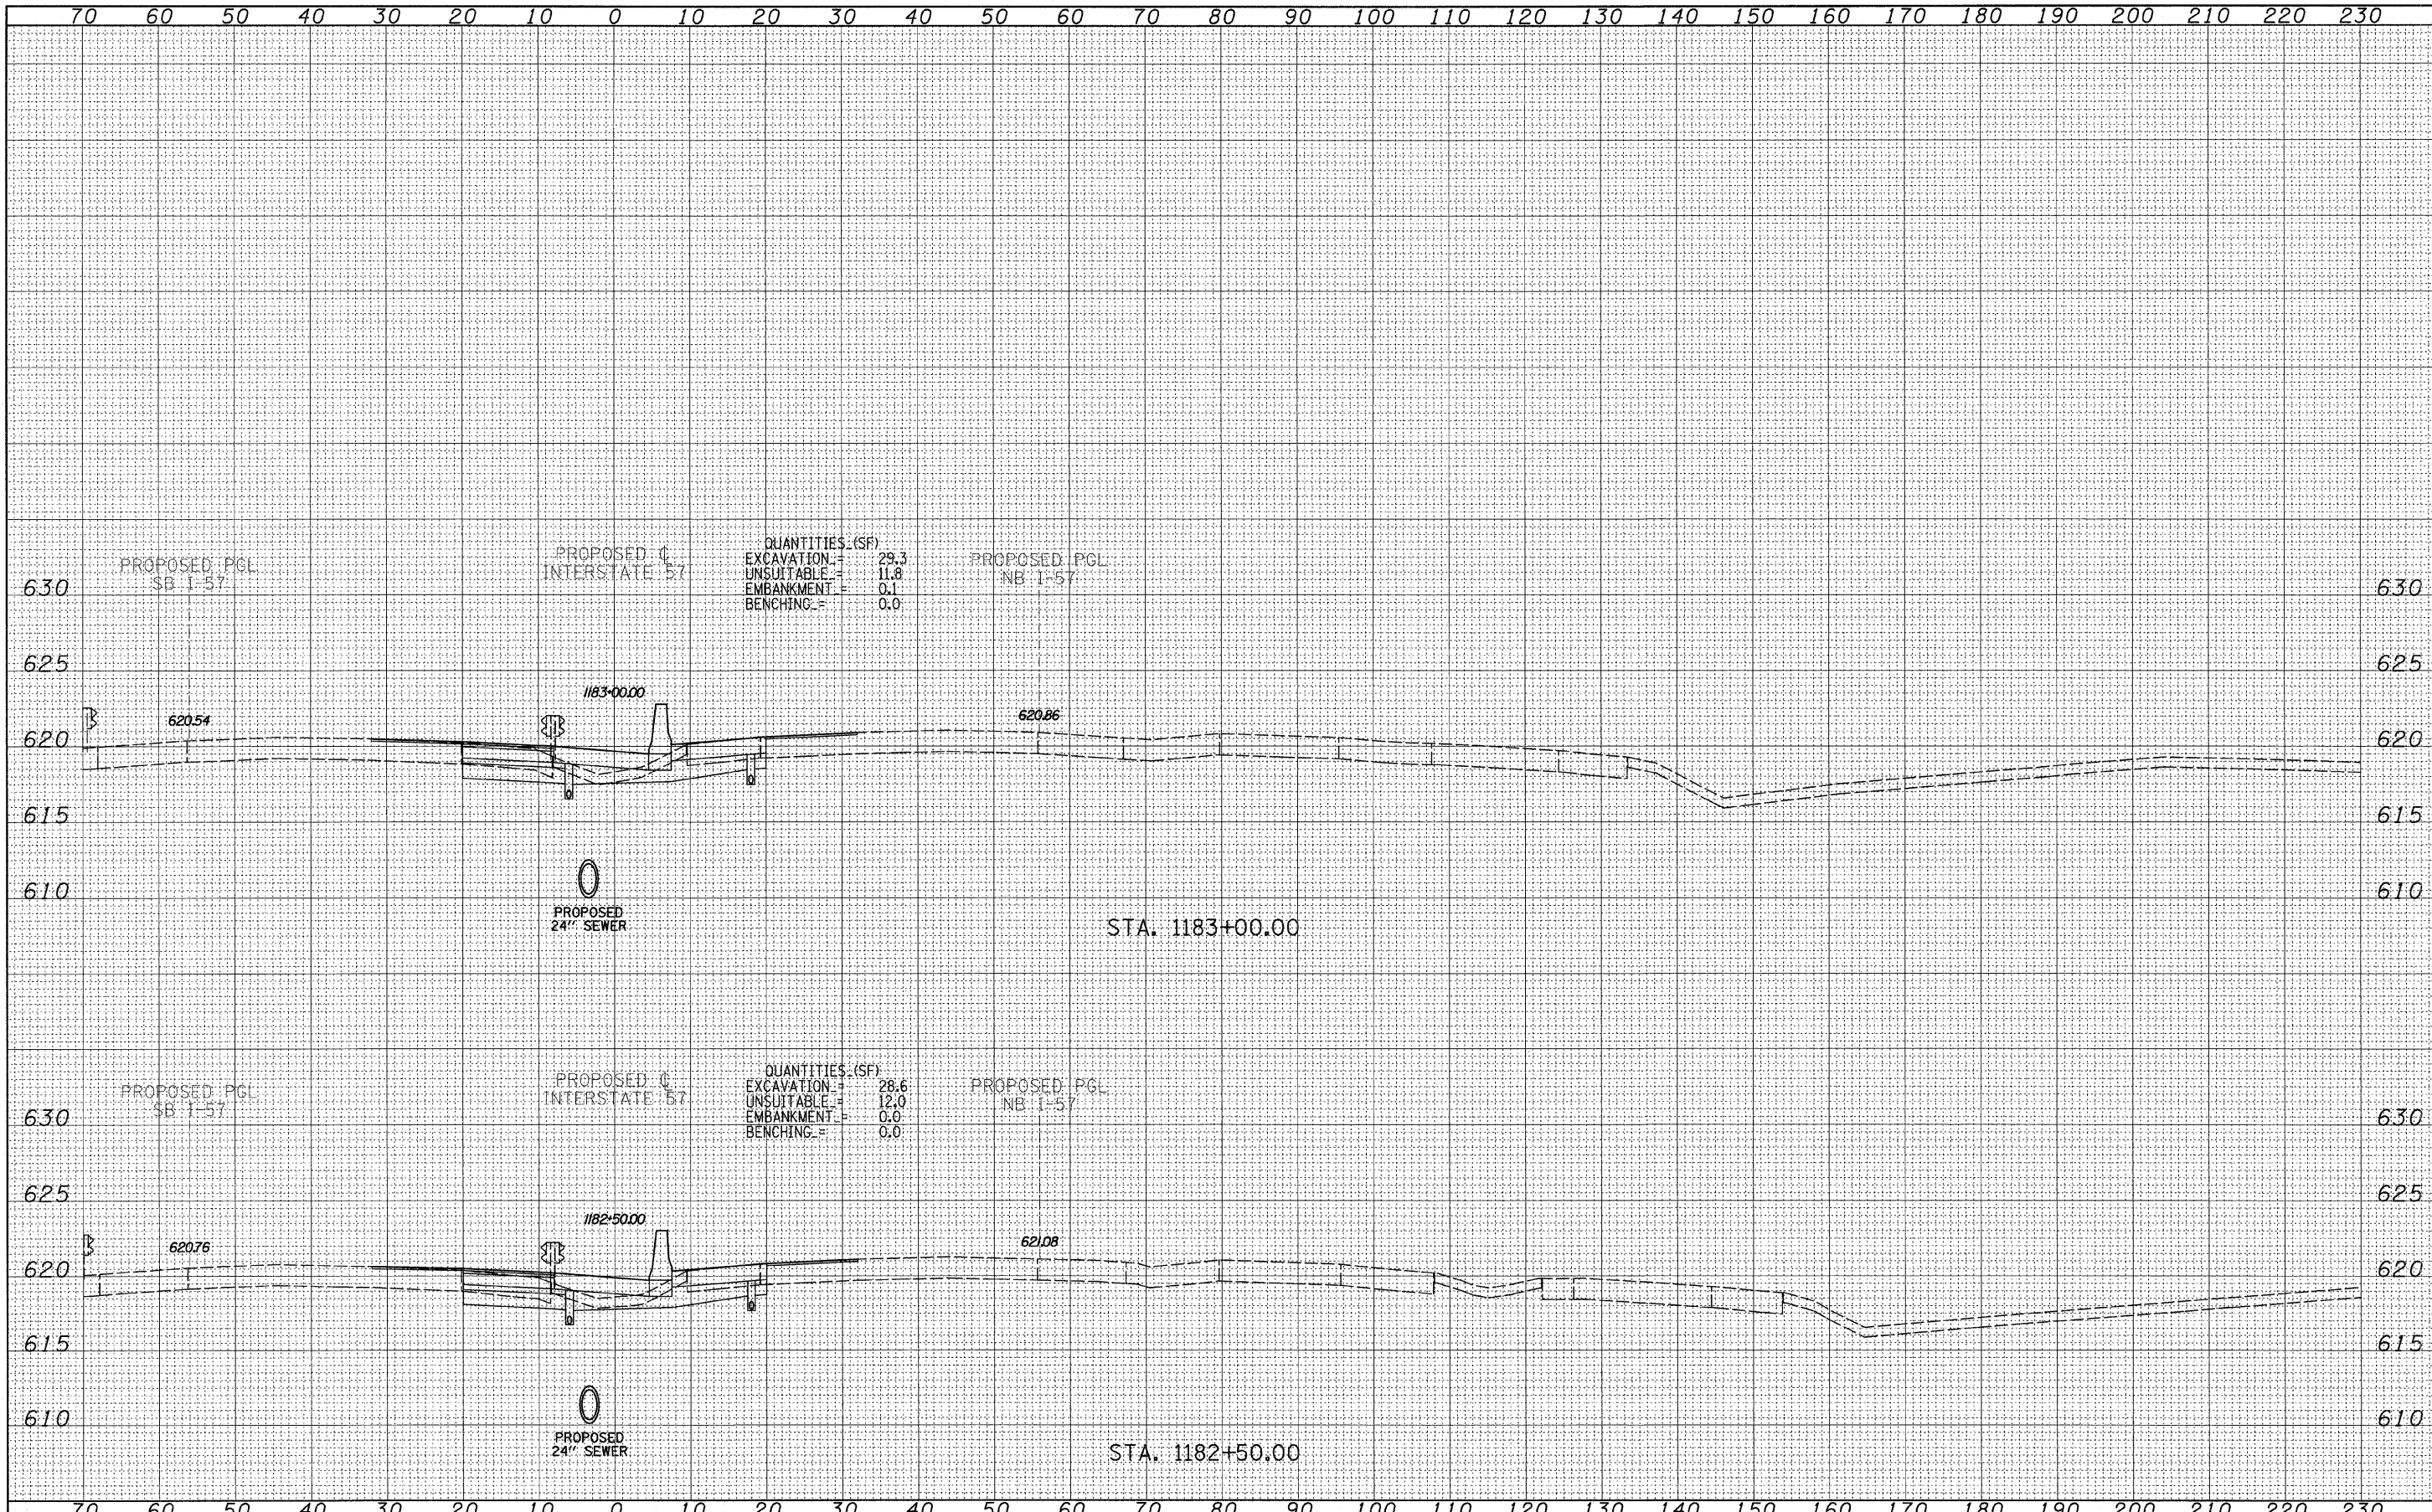 70 60 50 40 30 20 10 0 10 20 30 40 50 60 70 80 90 100 110 120 130 140 150 160 170 180 190 200 210 220 230
PROPOSED PGL
SB I-57
PROPOSED ℄
INTERSTATE 57
QUANTITIES (SF)
EXCAVATION = 29.3
UNSUITABLE = 11.8
EMBANKMENT = 0.1
BENCHING = 0.0
PROPOSED PGL
NB I-57
630 630
625 625
1183+00.00
620.54 620.86
620 620
615 615
610 610
PROPOSED
24" SEWER
STA. 1183+00.00
PROPOSED PGL
SB I-57
PROPOSED ℄
INTERSTATE 57
QUANTITIES (SF)
EXCAVATION = 28.6
UNSUITABLE = 12.0
EMBANKMENT = 0.0
BENCHING = 0.0
PROPOSED PGL
NB I-57
630 630
625 625
1182+50.00
620.76 621.08
620 620
615 615
610 610
PROPOSED
24" SEWER
STA. 1182+50.00
70 60 50 40 30 20 10 0 10 20 30 40 50 60 70 80 90 100 110 120 130 140 150 160 170 180 190 200 210 220 230